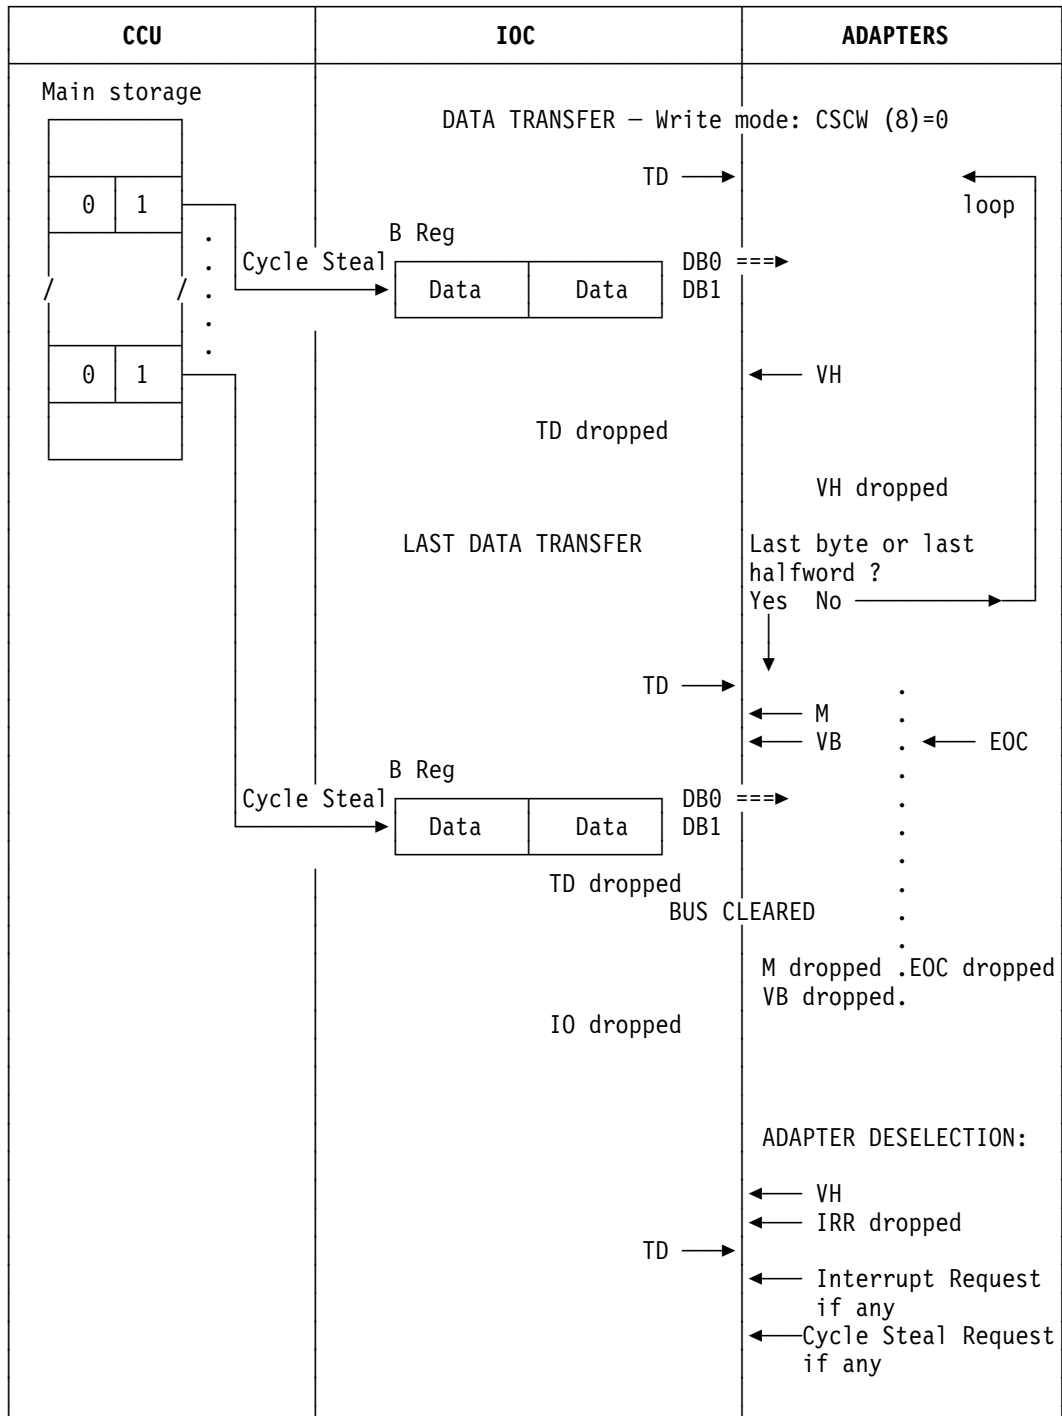 CCU IOC ADAPTERS
Main storage
DATA TRANSFER — Write mode: CSCW (8)=0
TD
0 1 loop
B Reg
Cycle Steal DB0 ===
/ / Data Data DB1
0 1 VH
TD dropped
VH dropped
LAST DATA TRANSFER Last byte or last
halfword ?
Yes No
TD
M
VB EOC
B Reg
Cycle Steal DB0 ===
Data Data DB1
TD dropped
BUS CLEARED
M dropped .EOC dropped
VB dropped.
IO dropped
ADAPTER DESELECTION:
VH
IRR dropped
TD
Interrupt Request
if any
Cycle Steal Request
if any